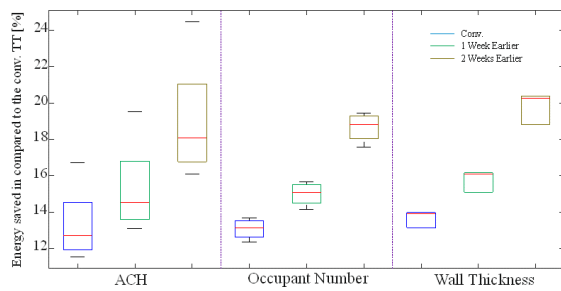 Energy saved in compared to the conv. TT [%]
24
22
20
18
16
14
12
Conv.
1 Week Earlier
2 Weeks Earlier
ACH
Occupant Number
Wall Thickness